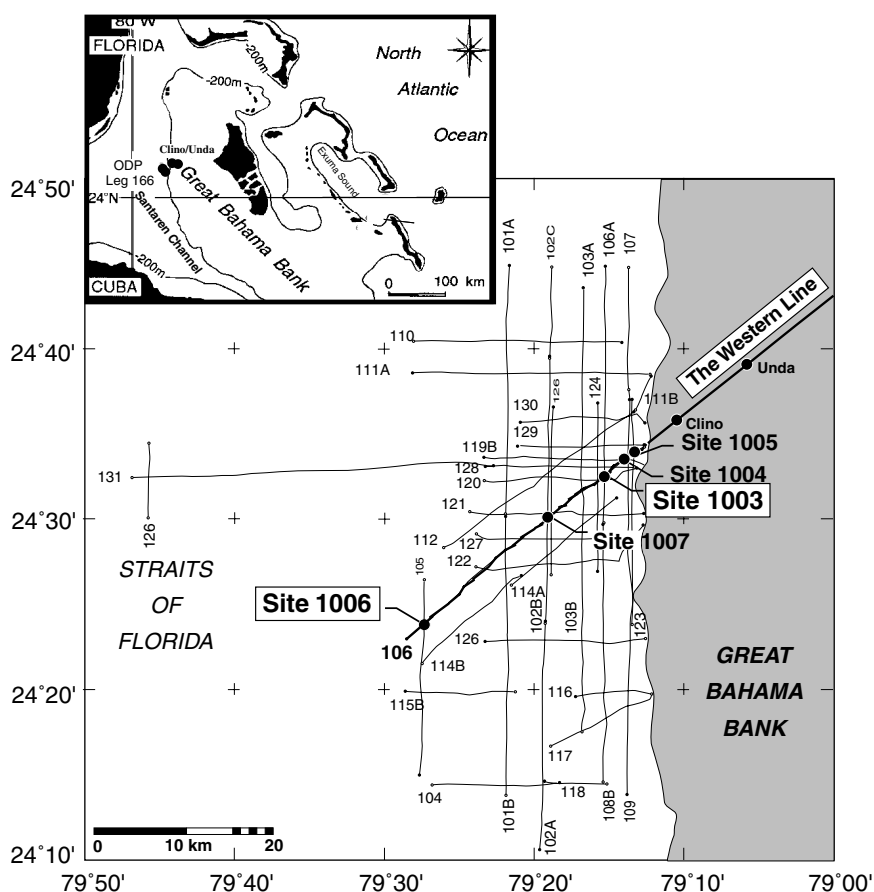 80 W
FLORIDA
-200m
North
Atlantic
Ocean
-200m
Clino/Unda
ODP
Leg 166
24°N
Great Bahama Bank
Exuma Sound
Santaren Channel
-200m
CUBA
0 100 km
24°50'
101A
102C
103A
106A
107
The Western Line
110
24°40'
111A
Unda
126
124
111B
130
Clino
129
119B
Site 1005
128
Site 1004
131
120
Site 1003
121
24°30'
126
112
127
Site 1007
122
105
STRAITS
OF
FLORIDA
114A
Site 1006
102B
103B
123
106
126
114B
GREAT
BAHAMA
BANK
24°20'
115B
116
117
104
118
101B
102A
108B
109
0 10 km 20
24°10'
79°50' 79°40' 79°30' 79°20' 79°10' 79°00'